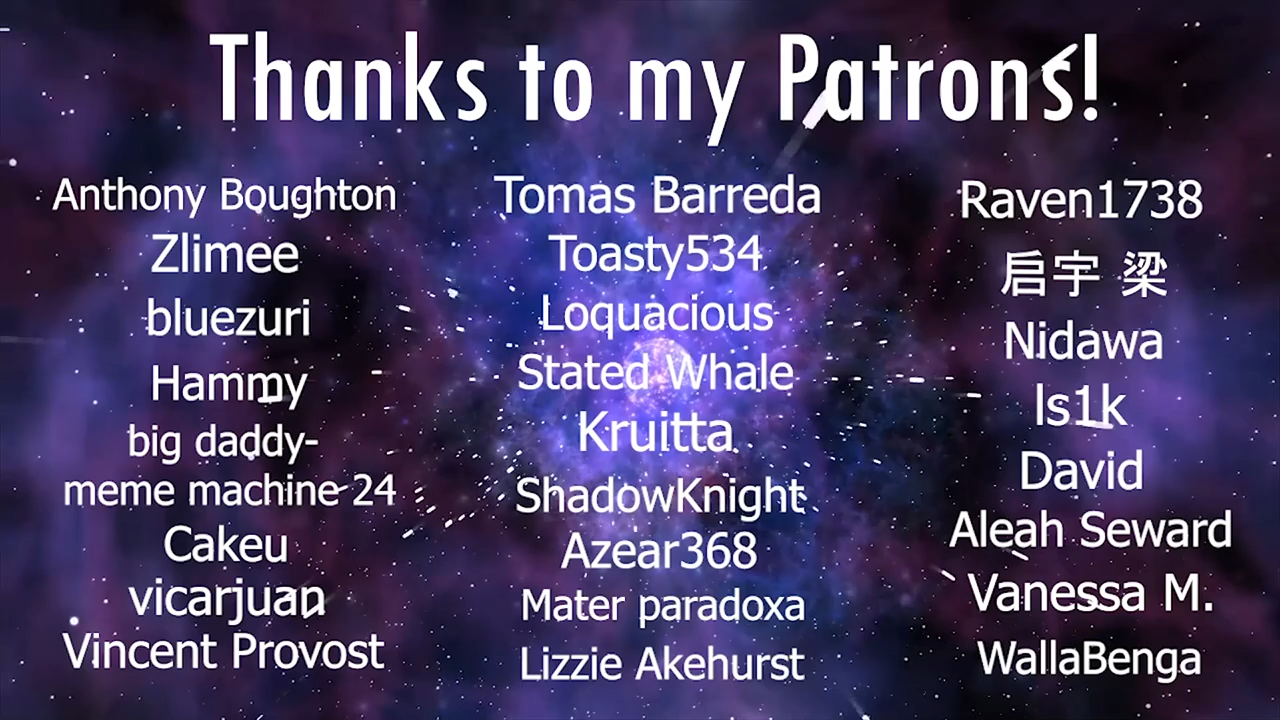 Thanks to my Patrons!
Anthony Boughton
Zlimee
bluezuri
Hammy
big daddy-
meme machine 24
Cakeu
vicarjuan
Vincent Provost
Tomas Barreda
Toasty534
Loquacious
Stated Whale
Kruitta
ShadowKnight
Azear368
Mater paradoxa
Lizzie Akehurst
Raven1738
启宇 梁
Nidawa
ls1k
David
Aleah Seward
Vanessa M.
WallaBenga